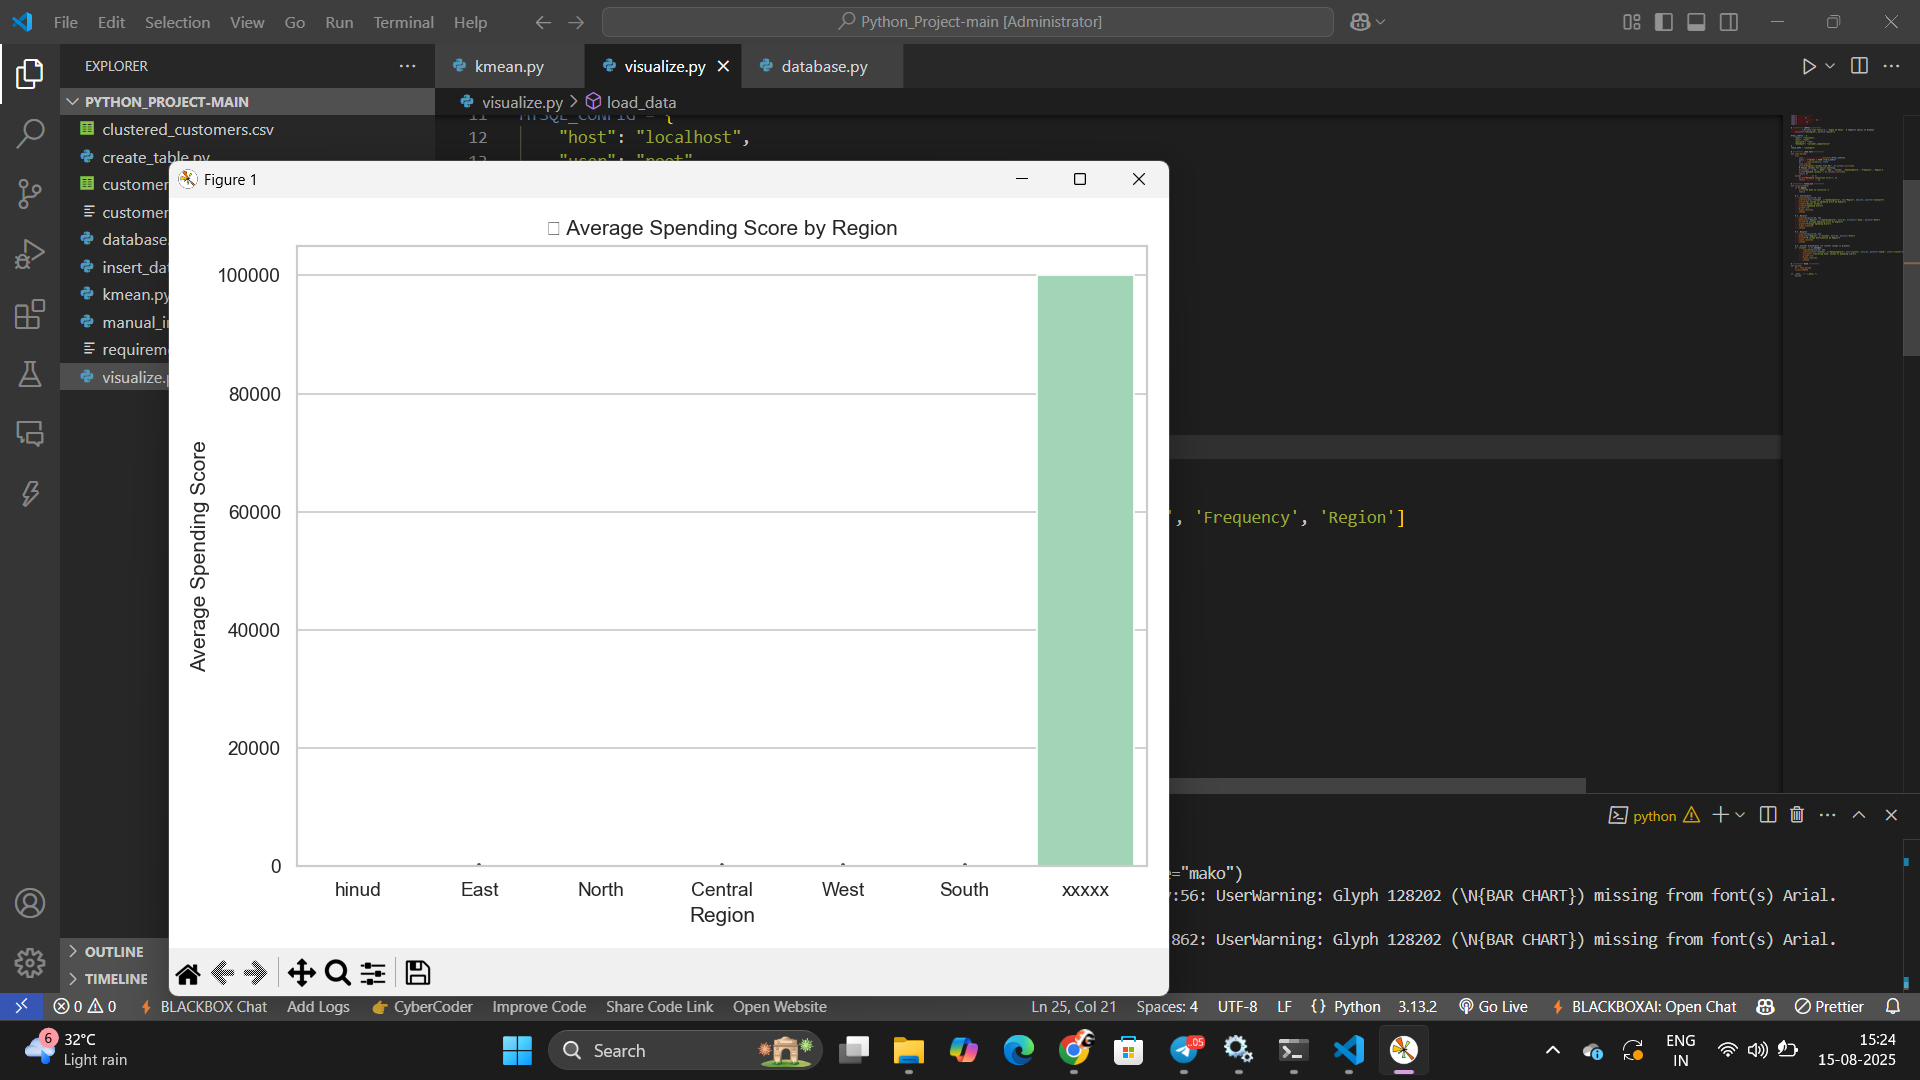 File Edit Selection View Go Run Terminal Help
Python_Project-main [Administrator]
EXPLORER
kmean.py
visualize.py
database.py
PYTHON_PROJECT-MAIN
visualize.py > load_data
clustered_customers.csv
create_table.py
customer
customer
database.
insert_da
kmean.py
manual_i
requirem
visualize.p
12 "host": "localhost",
Figure 1
Average Spending Score by Region
100000
80000
60000
40000
20000
0
Average Spending Score
hinud East North Central West South xxxxx
Region
', 'Frequency', 'Region']
python
="mako")
:56: UserWarning: Glyph 128202 (\N{BAR CHART}) missing from font(s) Arial.
862: UserWarning: Glyph 128202 (\N{BAR CHART}) missing from font(s) Arial.
OUTLINE
TIMELINE
0 0 BLACKBOX Chat Add Logs CyberCoder Improve Code Share Code Link Open Website Ln 25, Col 21 Spaces: 4 UTF-8 LF {} Python 3.13.2 Go Live BLACKBOXAI: Open Chat Prettier
6
32°C
Light rain
Search
.05
ENG
IN
15:24
15-08-2025